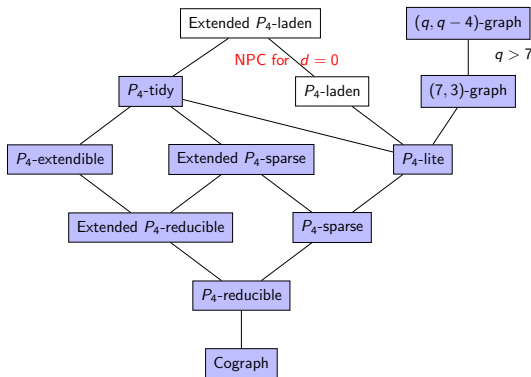 Extended P₄-laden
(q, q − 4)-graph
NPC for d = 0
q > 7
P₄-tidy
P₄-laden
(7, 3)-graph
P₄-extendible
Extended P₄-sparse
P₄-lite
Extended P₄-reducible
P₄-sparse
P₄-reducible
Cograph